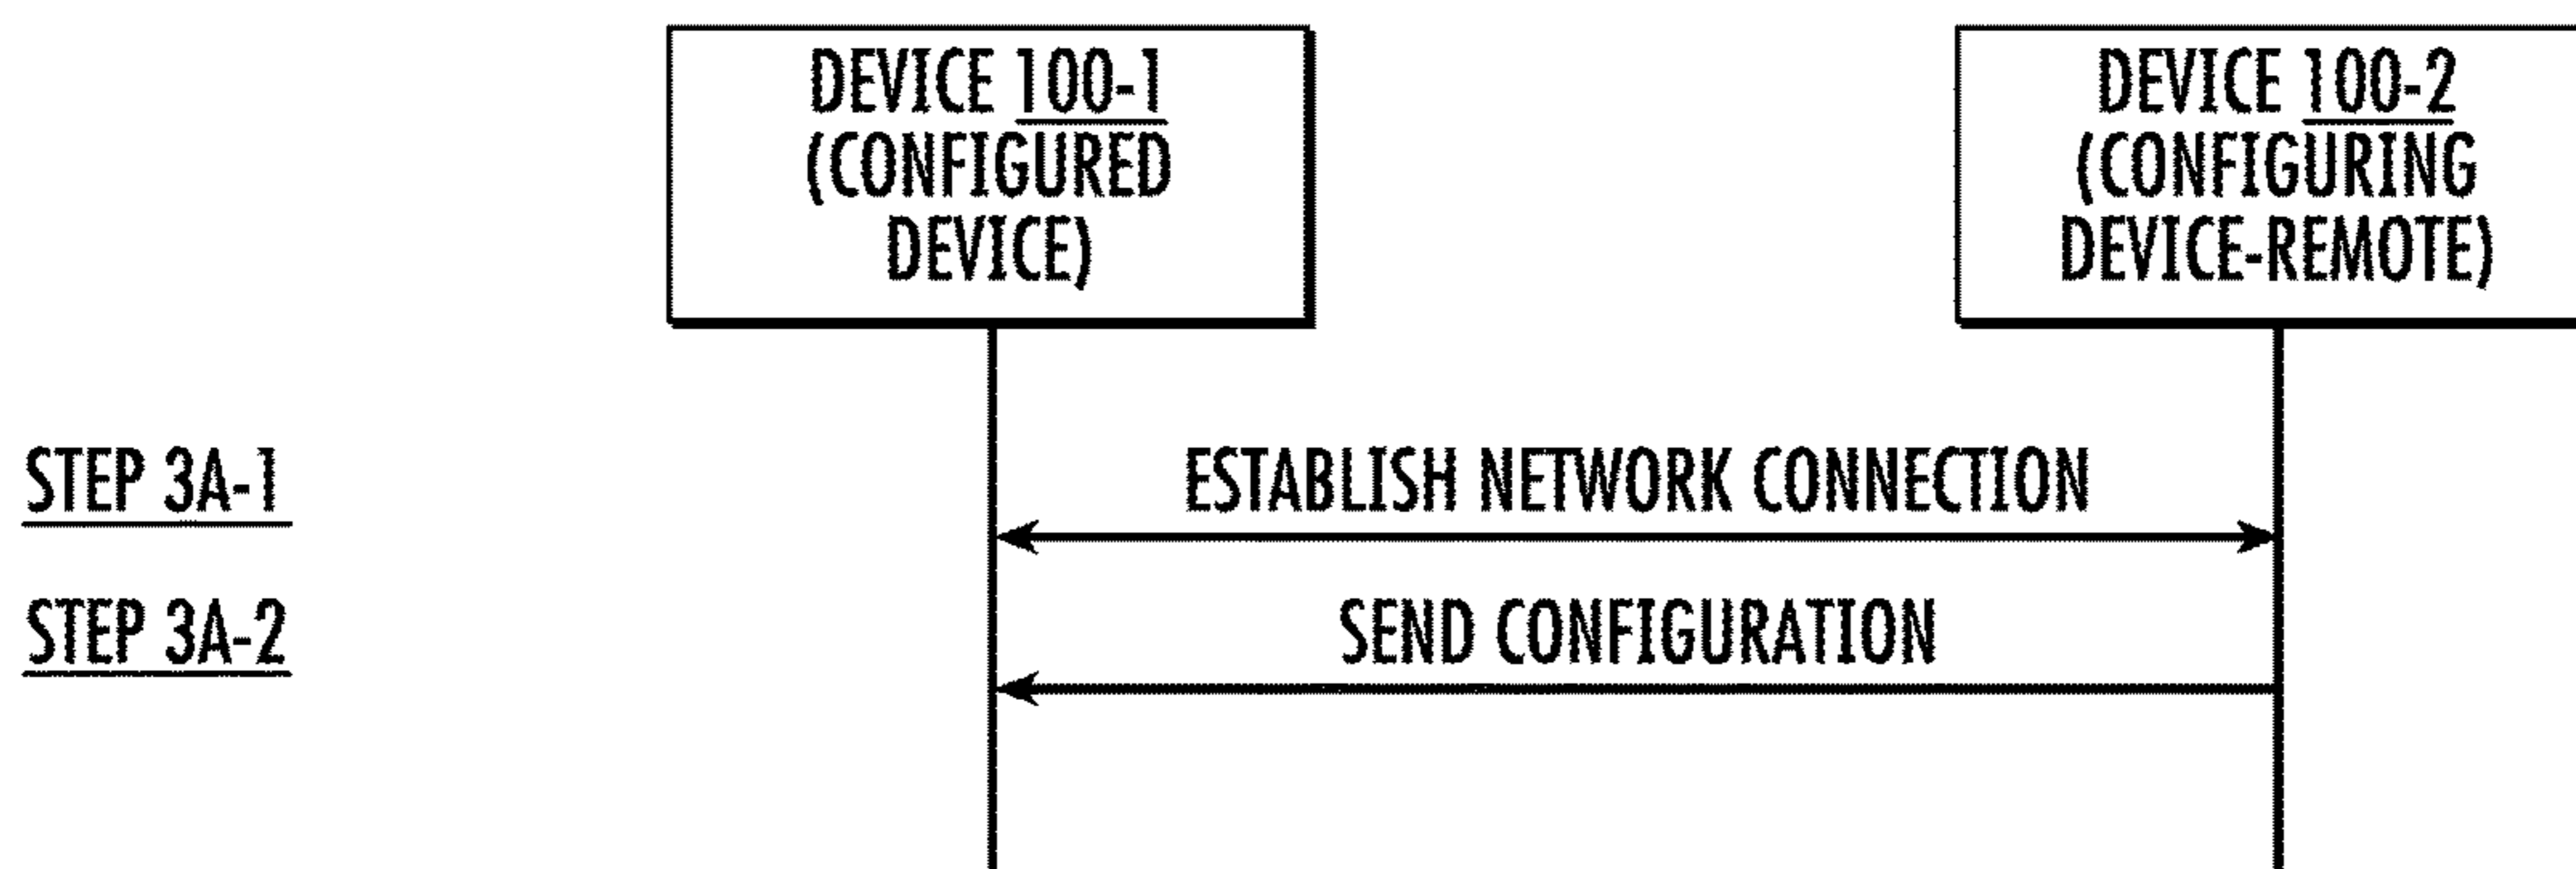 DEVICE 100-1
(CONFIGURED
DEVICE)
DEVICE 100-2
(CONFIGURING
DEVICE-REMOTE)
STEP 3A-1
ESTABLISH NETWORK CONNECTION
STEP 3A-2
SEND CONFIGURATION